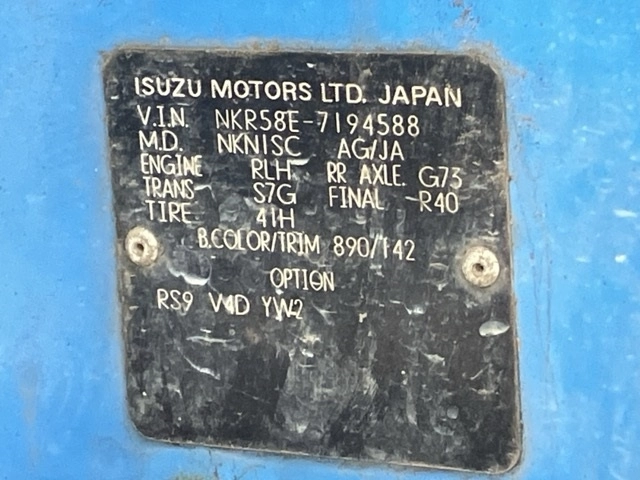 ISUZU MOTORS LTD. JAPAN
V.I.N. NKR58E-7194588
M.D. NKN1SC AG/JA
ENGINE RLH RR AXLE. G73
TRANS S7G FINAL R40
TIRE 41H
B.COLOR/TRIM 890/142
OPTION
RS9 V4D YW2